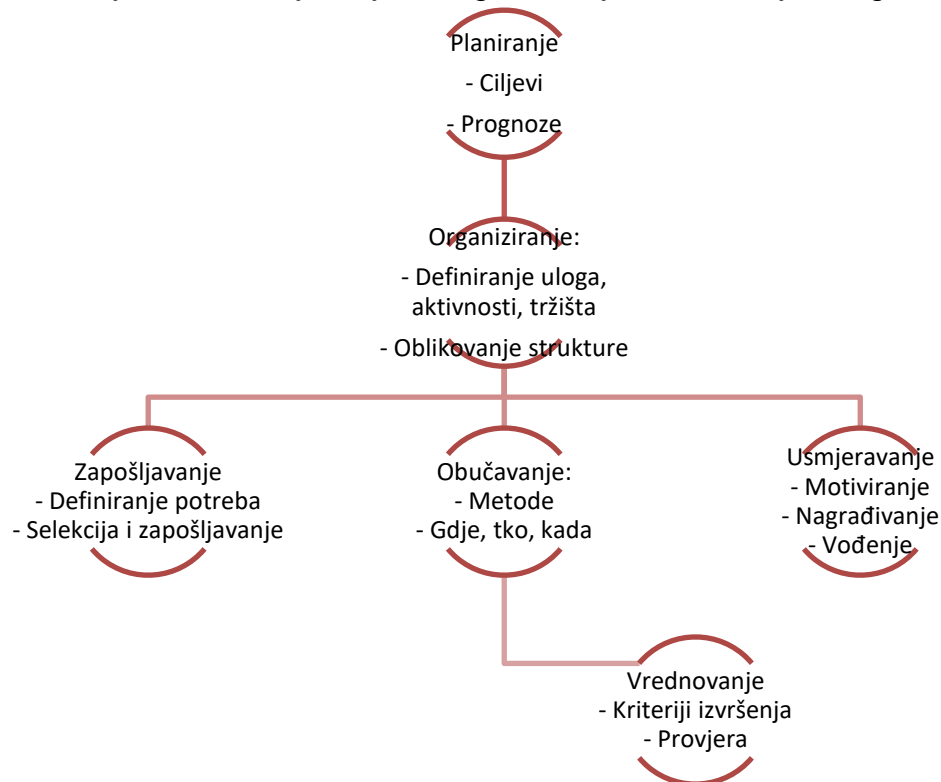 Planiranje
- Ciljevi
- Prognoze
Organiziranje:
- Definiranje uloga,
aktivnosti, tržišta
- Oblikovanje strukture
Zapošljavanje
- Definiranje potreba
- Selekcija i zapošljavanje
Obučavanje:
- Metode
- Gdje, tko, kada
Usmjeravanje
- Motiviranje
- Nagrađivanje
- Vođenje
Vrednovanje
- Kriteriji izvršenja
- Provjera